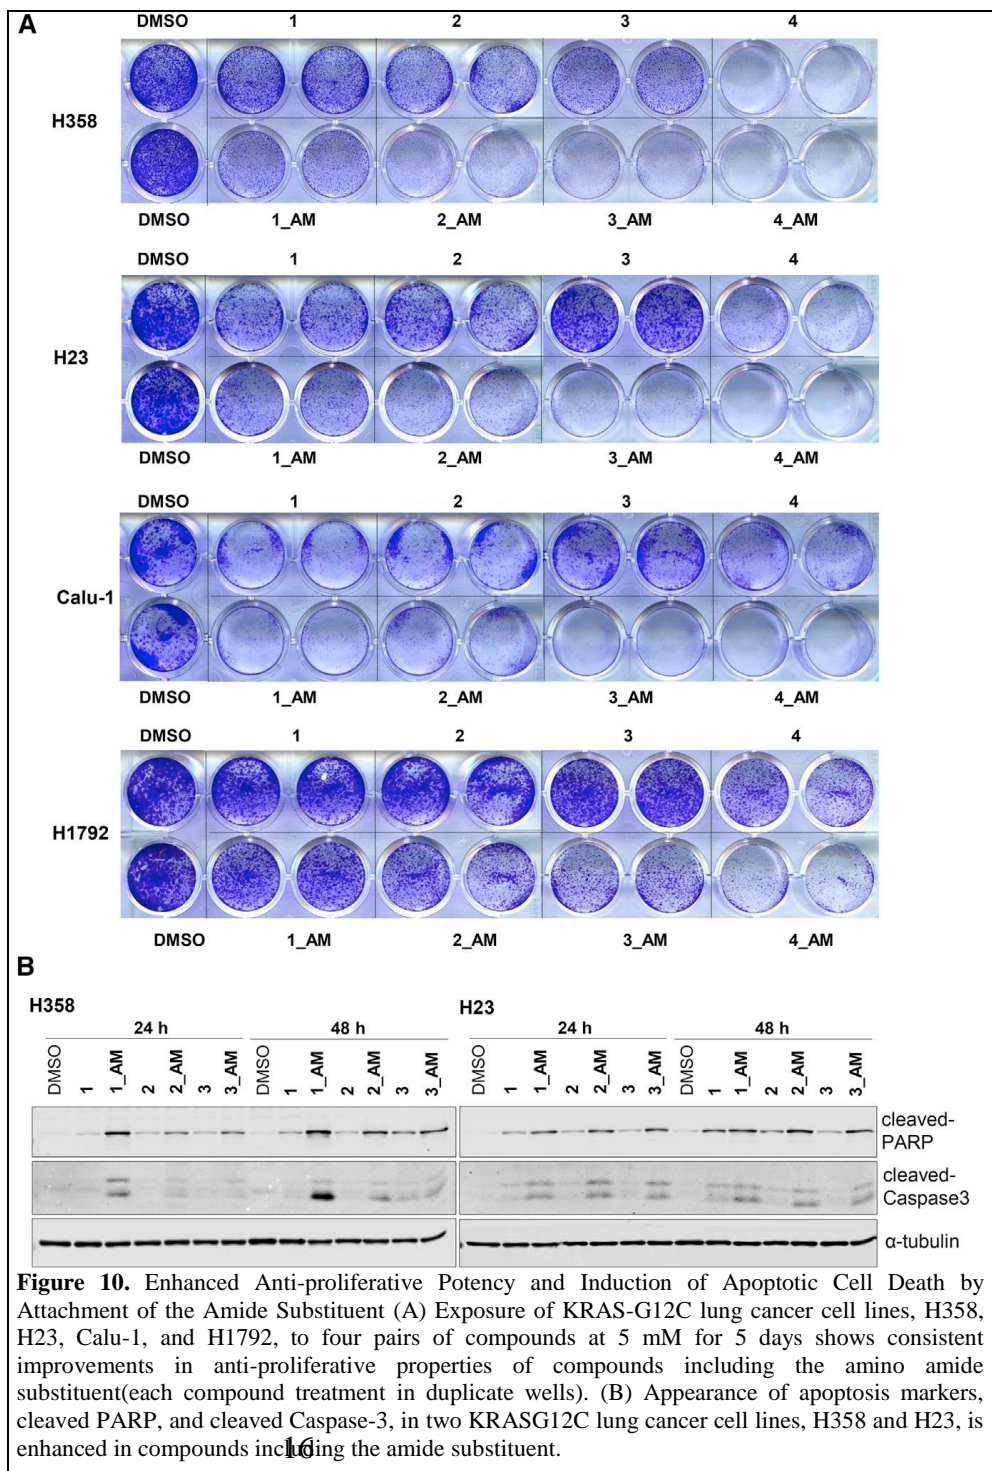 A
DMSO 1 2 3 4
H358
DMSO 1_AM 2_AM 3_AM 4_AM
DMSO 1 2 3 4
H23
DMSO 1_AM 2_AM 3_AM 4_AM
DMSO 1 2 3 4
Calu-1
DMSO 1_AM 2_AM 3_AM 4_AM
DMSO 1 2 3 4
H1792
DMSO 1_AM 2_AM 3_AM 4_AM
B
H358 H23
24 h 48 h 24 h 48 h
DMSO 1 1_AM 2 2_AM 3 3_AM DMSO 1 1_AM 2 2_AM 3 3_AM DMSO 1 1_AM 2 2_AM 3 3_AM DMSO 1 1_AM 2 2_AM 3 3_AM
cleaved-
PARP
cleaved-
Caspase3
α-tubulin
Figure 10. Enhanced Anti-proliferative Potency and Induction of Apoptotic Cell Death by
Attachment of the Amide Substituent (A) Exposure of KRAS-G12C lung cancer cell lines, H358,
H23, Calu-1, and H1792, to four pairs of compounds at 5 mM for 5 days shows consistent
improvements in anti-proliferative properties of compounds including the amino amide
substituent(each compound treatment in duplicate wells). (B) Appearance of apoptosis markers,
cleaved PARP, and cleaved Caspase-3, in two KRASG12C lung cancer cell lines, H358 and H23, is
enhanced in compounds including the amide substituent.
16